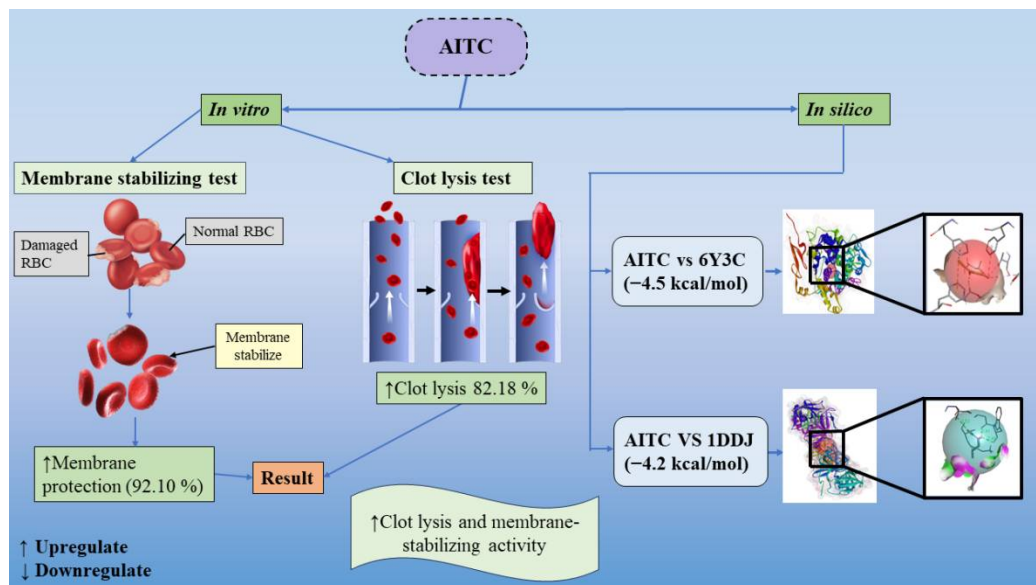 AITC
In vitro
In silico
Membrane stabilizing test
Clot lysis test
Damaged
RBC
Normal RBC
Membrane
stabilize
↑Membrane
protection (92.10 %)
↑Clot lysis 82.18 %
Result
↑Clot lysis and membrane-
stabilizing activity
AITC vs 6Y3C
(−4.5 kcal/mol)
AITC VS 1DDJ
(−4.2 kcal/mol)
↑ Upregulate
↓ Downregulate